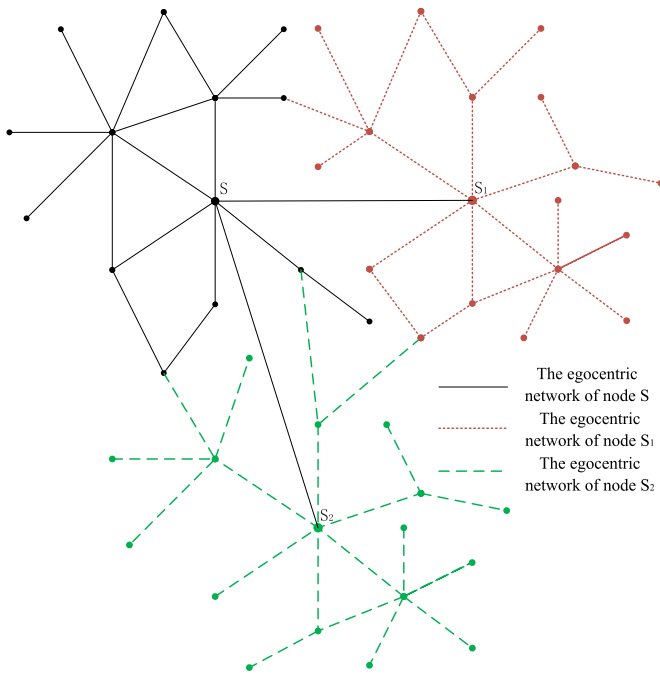 S
S₁
The egocentric
network of node S
The egocentric
network of node S₁
The egocentric
network of node S₂
S₂